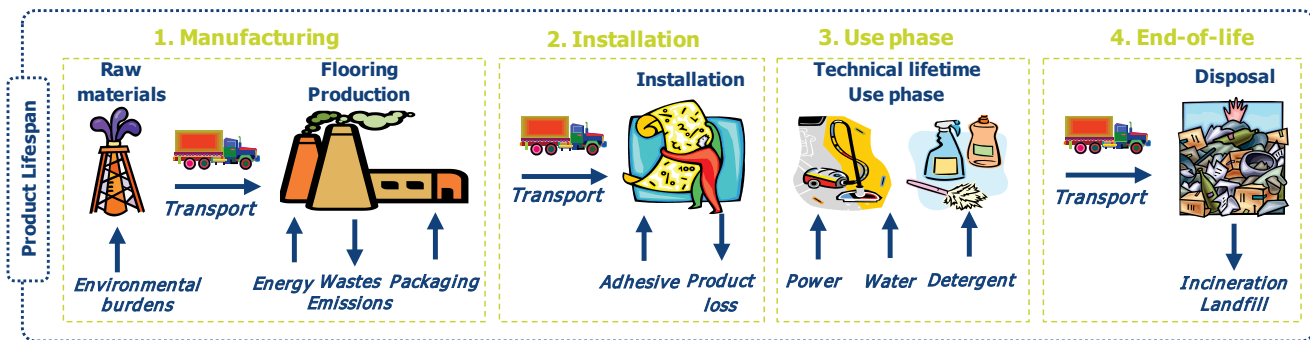 Product Lifespan
1. Manufacturing
Raw
materials
Flooring
Production
Transport
Environmental
burdens
Energy
Wastes
Emissions
Packaging
2. Installation
Installation
Transport
Adhesive
Product
loss
3. Use phase
Technical lifetime
Use phase
Power
Water
Detergent
4. End-of-life
Disposal
Transport
Incineration
Landfill